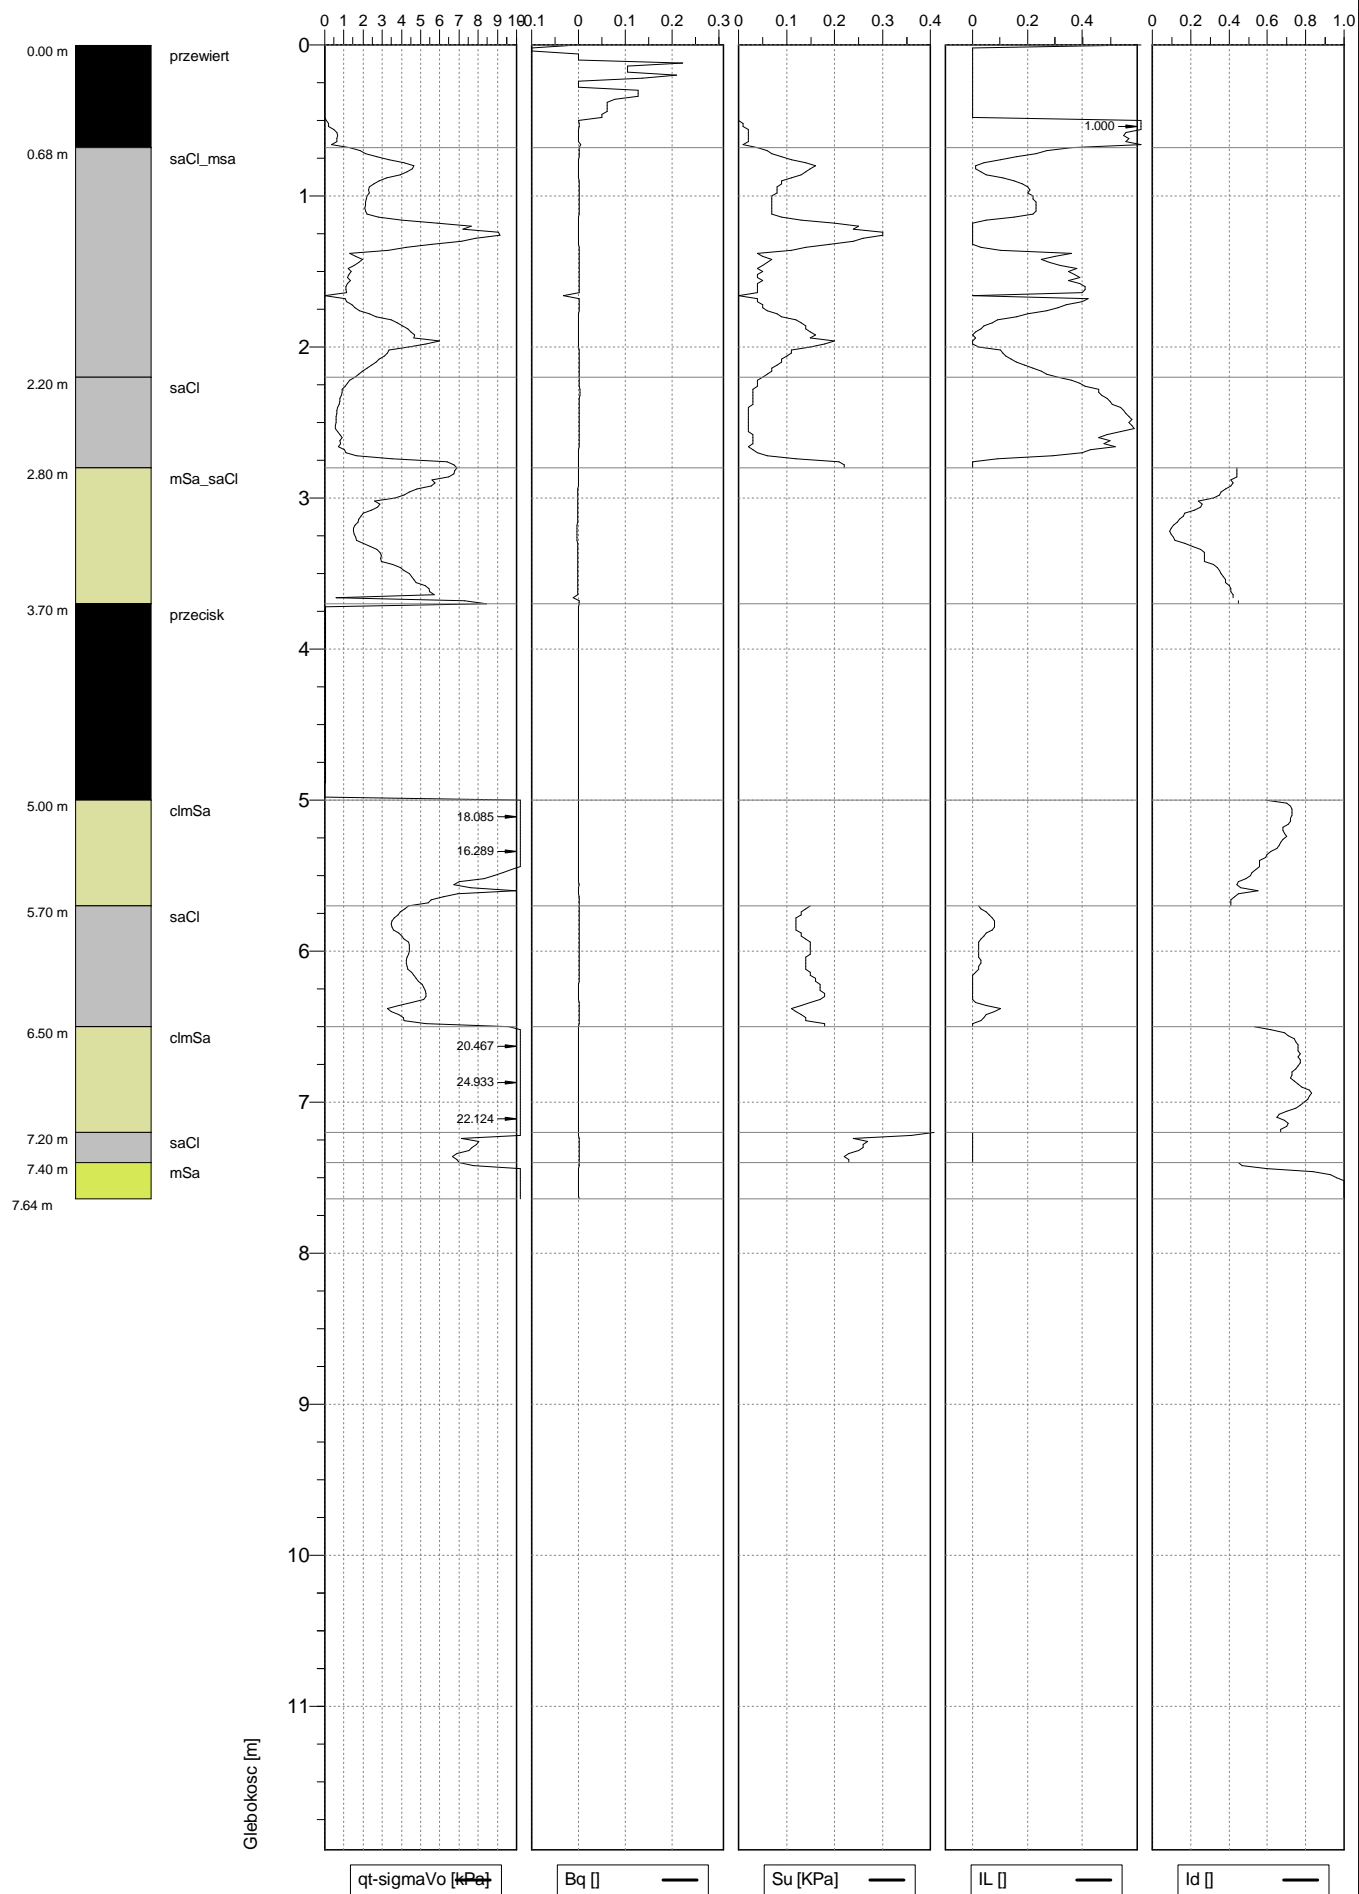 0 1 2 3 4 5 6 7 8 9 10
-0.1 0 0.1 0.2 0.3
0 0.1 0.2 0.3 0.4
0 0.2 0.4
0 0.2 0.4 0.6 0.8 1.0
0.00 m przewiert
0.68 m saCl_msa
2.20 m saCl
2.80 m mSa_saCl
3.70 m przecisk
5.00 m clmSa
5.70 m saCl
6.50 m clmSa
7.20 m saCl
7.40 m mSa
7.64 m
0
1
2
3
4
5
6
7
8
9
10
11
Glebokosc [m]
1.000
18.085
16.289
20.467
24.933
22.124
qt-sigmaVo [kPa]
Bq []
Su [KPa]
IL []
Id []